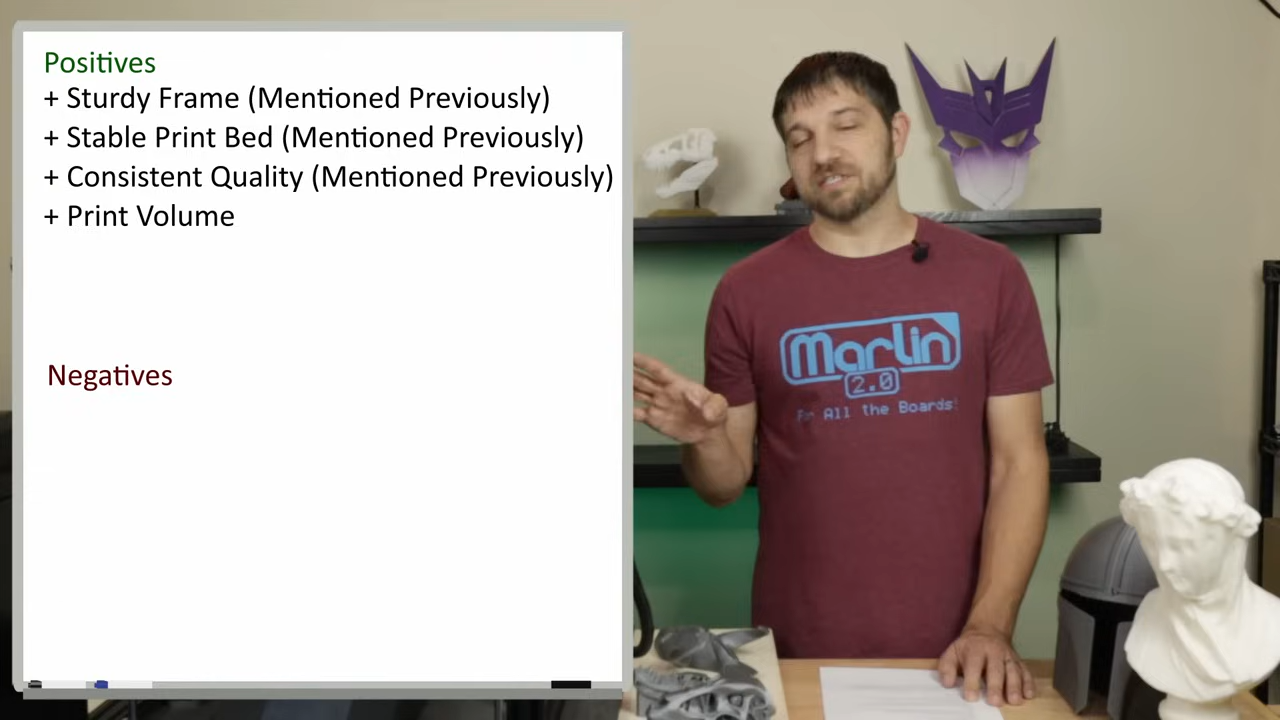 Positives
+ Sturdy Frame (Mentioned Previously)
+ Stable Print Bed (Mentioned Previously)
+ Consistent Quality (Mentioned Previously)
+ Print Volume
Negatives
Marlin
2.0
For All the Boards!